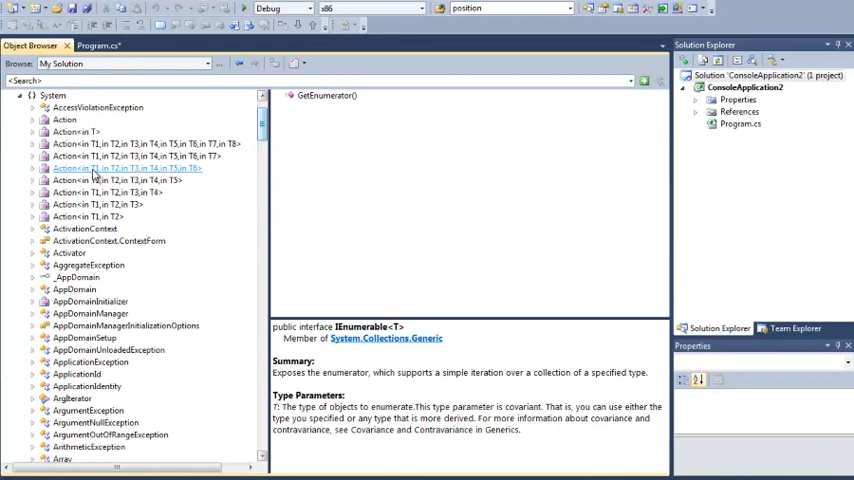 Debug
x86
position
Object Browser
Program.cs*
Browse: My Solution
...
<Search>
System
AccessViolationException
Action
Action<in T>
Action<in T1,in T2,in T3,in T4,in T5,in T6,in T7,in T8>
Action<in T1,in T2,in T3,in T4,in T5,in T6,in T7>
Action<in T1,in T2,in T3,in T4,in T5,in T6>
Action<in T1,in T2,in T3,in T4,in T5>
Action<in T1,in T2,in T3,in T4>
Action<in T1,in T2,in T3>
Action<in T1,in T2>
ActivationContext
ActivationContext.ContextForm
Activator
AggregateException
_AppDomain
AppDomain
AppDomainInitializer
AppDomainManager
AppDomainManagerInitializationOptions
AppDomainSetup
AppDomainUnloadedException
ApplicationException
ApplicationId
ApplicationIdentity
ArgIterator
ArgumentException
ArgumentNullException
ArgumentOutOfRangeException
ArithmeticException
Array
GetEnumerator()
public interface IEnumerable<T>
Member of System.Collections.Generic
Summary:
Exposes the enumerator, which supports a simple iteration over a collection of a specified type.
Type Parameters:
T: The type of objects to enumerate.This type parameter is covariant. That is, you can use either the
type you specified or any type that is more derived. For more information about covariance and
contravariance, see Covariance and Contravariance in Generics.
Solution Explorer
Solution 'ConsoleApplication2' (1 project)
ConsoleApplication2
Properties
References
Program.cs
Solution Explorer
Team Explorer
Properties